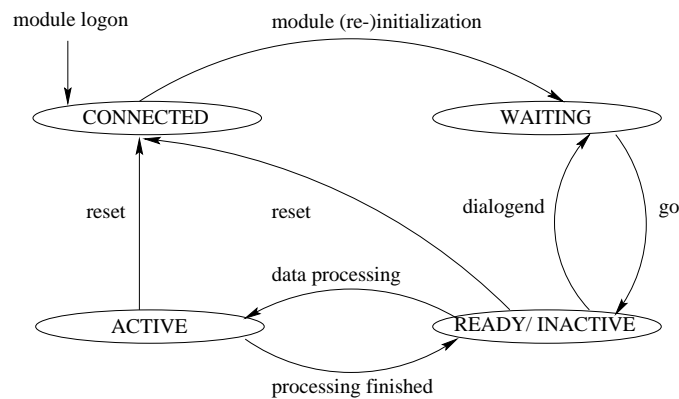 module logon
module (re-)initialization
CONNECTED
WAITING
reset
reset
dialogend
go
data processing
ACTIVE
READY/ INACTIVE
processing finished